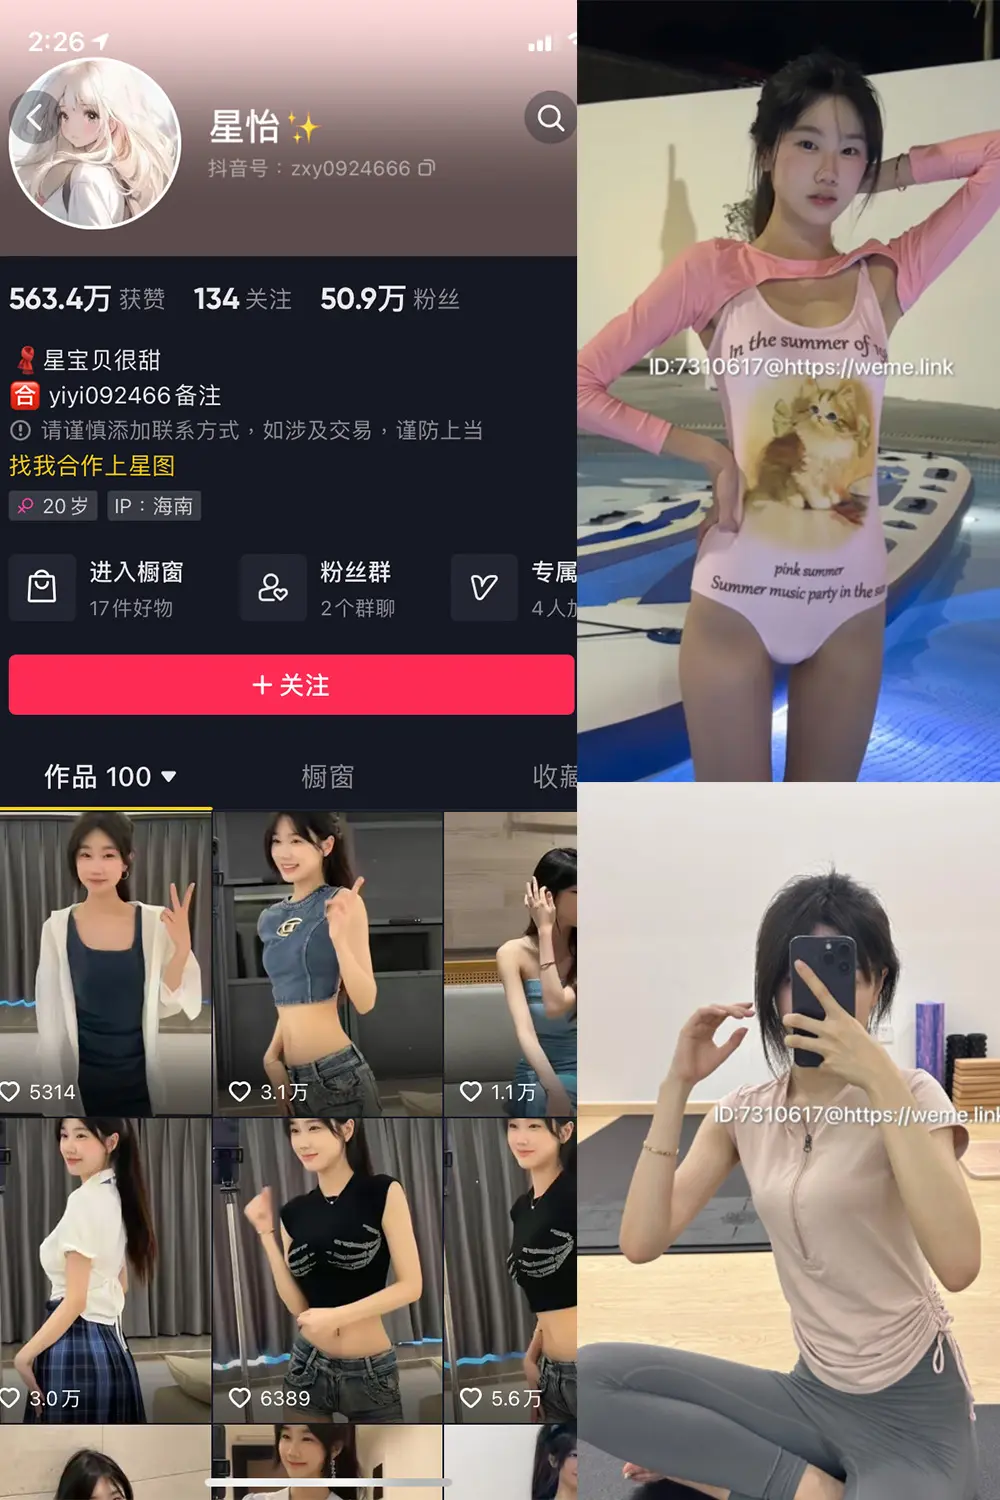 2:26
星怡✨
抖音号：zxy0924666
563.4万 获赞 134 关注 50.9万 粉丝
星宝贝很甜
合 yiyi092466备注
请谨慎添加联系方式，如涉及交易，谨防上当
找我合作上星图
20岁 IP：海南
进入橱窗
17件好物
粉丝群
2个群聊
专属
4人加
+ 关注
作品 100 橱窗 收藏
5314 3.1万 1.1万
3.0万 6389 5.6万
In the summer of
ID:7310617@https://weme.link
pink summer
Summer music party in the
ID:7310617@https://weme.link